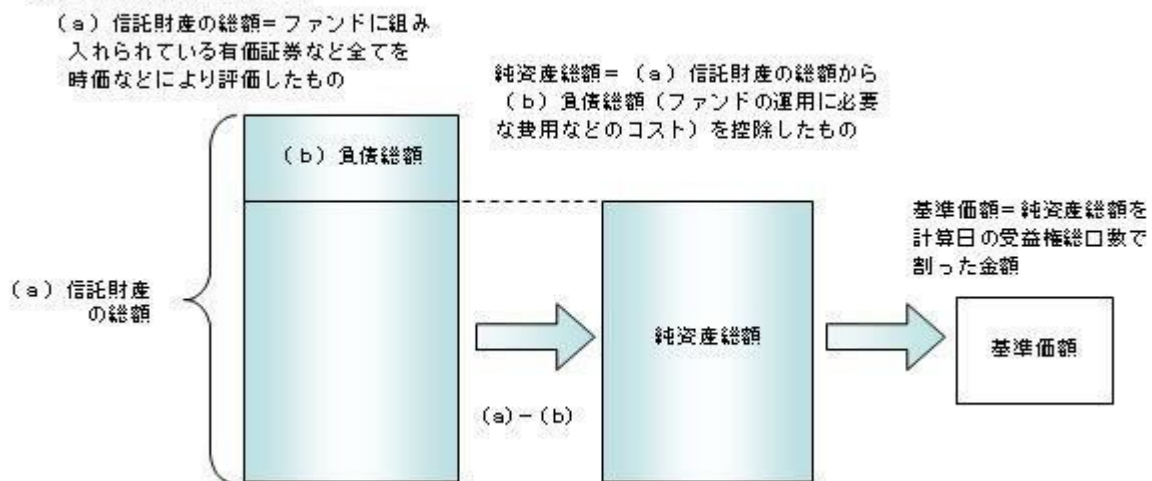 (a)信託財産の総額=ファンドに組み
入れられている有価証券など全てを
時価などにより評価したもの
純資産総額=(a)信託財産の総額から
(b)負債総額(ファンドの運用に必要
な費用などのコスト)を控除したもの
(b)負債総額
基準価額=純資産総額を
計算日の受益権総口数で
割った金額
(a)信託財産
の総額
純資産総額
基準価額
(a)-(b)